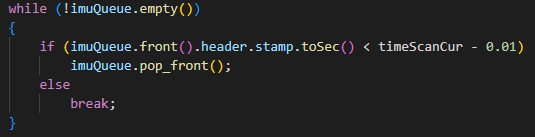 while (!imuQueue.empty())
{
    if (imuQueue.front().header.stamp.toSec() < timeScanCur - 0.01)
        imuQueue.pop_front();
    else
        break;
}